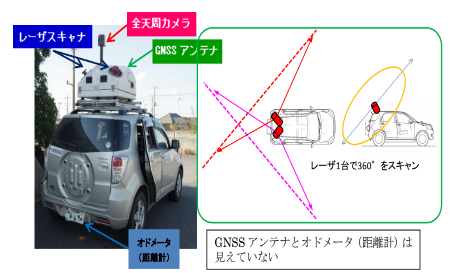 全天周カメラ
レーザスキャナ
GNSS アンテナ
レーザ1台で360°をスキャン
オドメータ
(距離計)
GNSS アンテナとオドメータ（距離計）は
見えていない